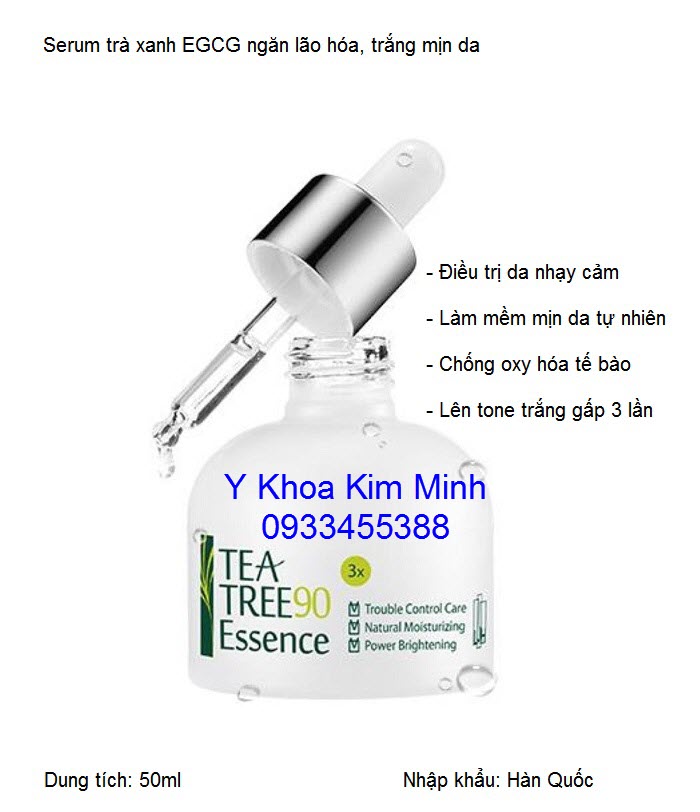 Serum trà xanh EGCG ngăn lão hóa, trắng mịn da
- Điều trị da nhạy cảm
- Làm mềm mịn da tự nhiên
- Chống oxy hóa tế bào
- Lên tone trắng gấp 3 lần
Y Khoa Kim Minh
0933455388
TEA
TREE90
Essence
3x
Trouble Control Care
Natural Moisturizing
Power Brightening
Dung tích: 50ml
Nhập khẩu: Hàn Quốc